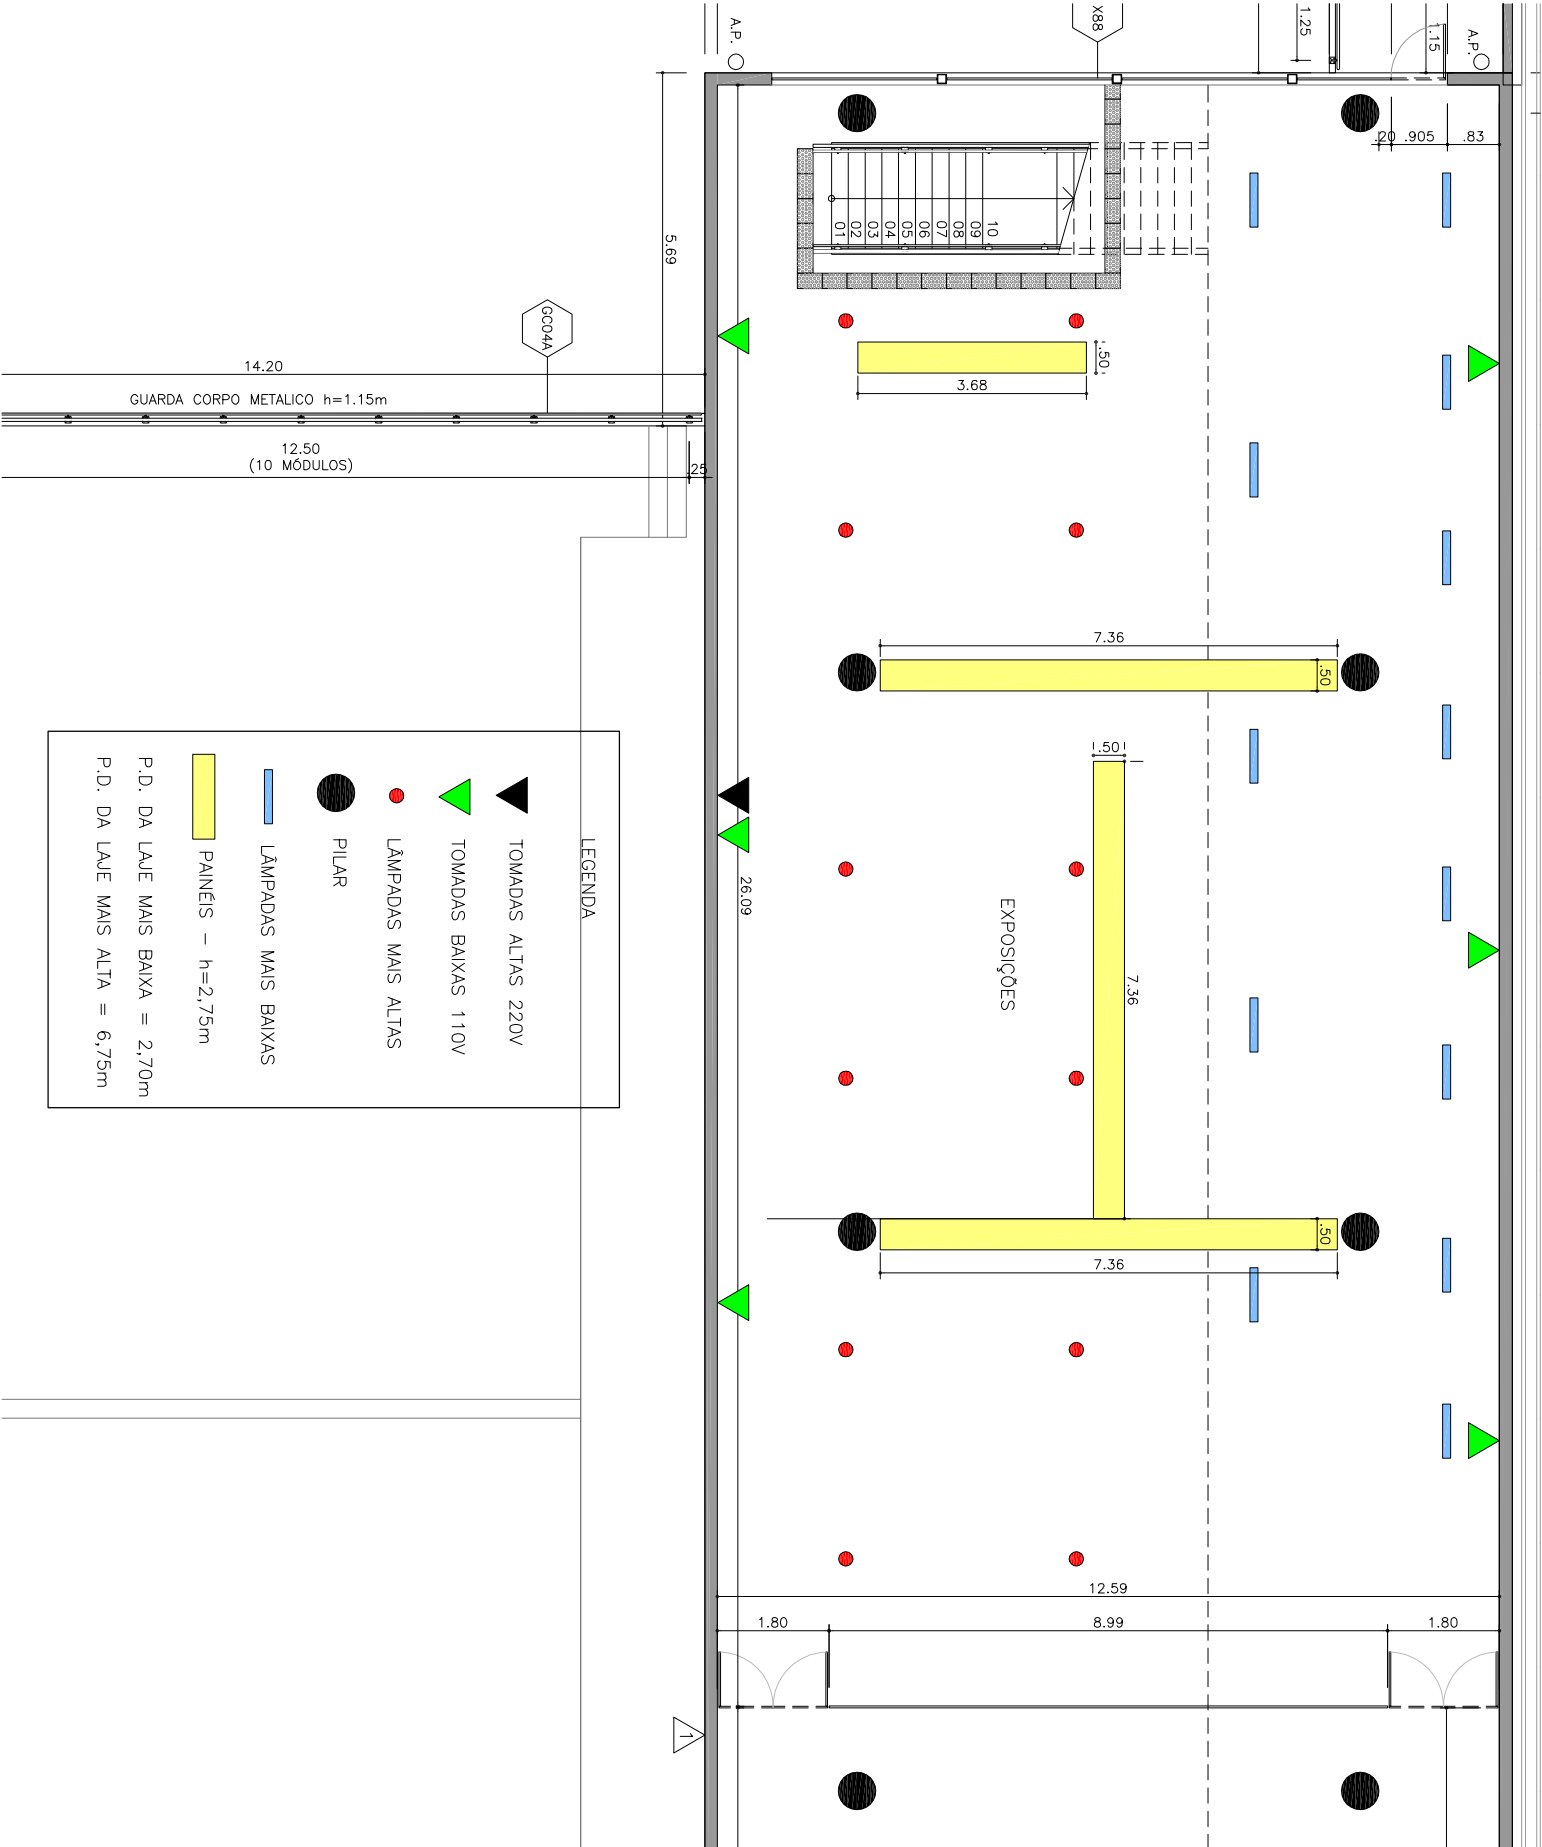 A.P.
X88
1.25
1.15
A.P.
.20
.905
.83
5.69
01
02
03
04
05
06
07
08
09
10
GC04A
14.20
GUARDA CORPO METALICO h=1.15m
12.50
(10 MÓDULOS)
.25
.50
3.68
7.36
.50
.50
7.36
EXPOSIÇÕES
26.09
.50
7.36
LEGENDA
TOMADAS ALTAS 220V
TOMADAS BAIXAS 110V
LÂMPADAS MAIS ALTAS
PILAR
LÂMPADAS MAIS BAIXAS
PAINÉIS - h=2,75m
P.D. DA LAJE MAIS BAIXA = 2,70m
P.D. DA LAJE MAIS ALTA = 6,75m
12.59
1.80
8.99
1.80
1